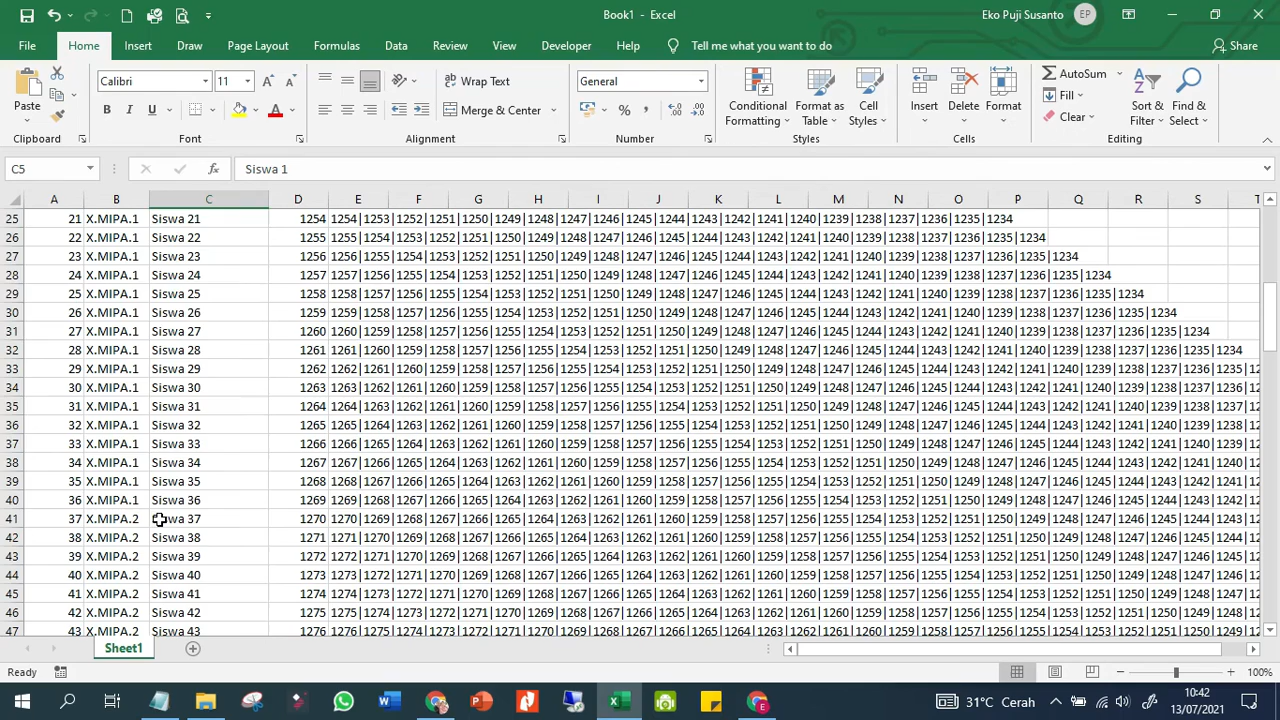 Book1 - Excel
Eko Puji Susanto EP
File Home Insert Draw Page Layout Formulas Data Review View Developer Help Tell me what you want to do Share
Paste Calibri 11 Wrap Text General Conditional Formatting Format as Table Cell Styles Insert Delete Format AutoSum Sort & Filter Find & Select
B I U Merge & Center % Fill
Clear
Clipboard Font Alignment Number Styles Cells Editing
C5 fx Siswa 1
A B C D E F G H I J K L M N O P Q R S T
25 21 X.MIPA.1 Siswa 21 1254 1254|1253|1252|1251|1250|1249|1248|1247|1246|1245|1244|1243|1242|1241|1240|1239|1238|1237|1236|1235|1234
26 22 X.MIPA.1 Siswa 22 1255 1255|1254|1253|1252|1251|1250|1249|1248|1247|1246|1245|1244|1243|1242|1241|1240|1239|1238|1237|1236|1235|1234
27 23 X.MIPA.1 Siswa 23 1256 1256|1255|1254|1253|1252|1251|1250|1249|1248|1247|1246|1245|1244|1243|1242|1241|1240|1239|1238|1237|1236|1235|1234
28 24 X.MIPA.1 Siswa 24 1257 1257|1256|1255|1254|1253|1252|1251|1250|1249|1248|1247|1246|1245|1244|1243|1242|1241|1240|1239|1238|1237|1236|1235|1234
29 25 X.MIPA.1 Siswa 25 1258 1258|1257|1256|1255|1254|1253|1252|1251|1250|1249|1248|1247|1246|1245|1244|1243|1242|1241|1240|1239|1238|1237|1236|1235|1234
30 26 X.MIPA.1 Siswa 26 1259 1259|1258|1257|1256|1255|1254|1253|1252|1251|1250|1249|1248|1247|1246|1245|1244|1243|1242|1241|1240|1239|1238|1237|1236|1235|1234
31 27 X.MIPA.1 Siswa 27 1260 1260|1259|1258|1257|1256|1255|1254|1253|1252|1251|1250|1249|1248|1247|1246|1245|1244|1243|1242|1241|1240|1239|1238|1237|1236|1235|1234
32 28 X.MIPA.1 Siswa 28 1261 1261|1260|1259|1258|1257|1256|1255|1254|1253|1252|1251|1250|1249|1248|1247|1246|1245|1244|1243|1242|1241|1240|1239|1238|1237|1236|1235|1234
33 29 X.MIPA.1 Siswa 29 1262 1262|1261|1260|1259|1258|1257|1256|1255|1254|1253|1252|1251|1250|1249|1248|1247|1246|1245|1244|1243|1242|1241|1240|1239|1238|1237|1236|1235|12
34 30 X.MIPA.1 Siswa 30 1263 1263|1262|1261|1260|1259|1258|1257|1256|1255|1254|1253|1252|1251|1250|1249|1248|1247|1246|1245|1244|1243|1242|1241|1240|1239|1238|1237|1236|12
35 31 X.MIPA.1 Siswa 31 1264 1264|1263|1262|1261|1260|1259|1258|1257|1256|1255|1254|1253|1252|1251|1250|1249|1248|1247|1246|1245|1244|1243|1242|1241|1240|1239|1238|1237|12
36 32 X.MIPA.1 Siswa 32 1265 1265|1264|1263|1262|1261|1260|1259|1258|1257|1256|1255|1254|1253|1252|1251|1250|1249|1248|1247|1246|1245|1244|1243|1242|1241|1240|1239|1238|12
37 33 X.MIPA.1 Siswa 33 1266 1266|1265|1264|1263|1262|1261|1260|1259|1258|1257|1256|1255|1254|1253|1252|1251|1250|1249|1248|1247|1246|1245|1244|1243|1242|1241|1240|1239|12
38 34 X.MIPA.1 Siswa 34 1267 1267|1266|1265|1264|1263|1262|1261|1260|1259|1258|1257|1256|1255|1254|1253|1252|1251|1250|1249|1248|1247|1246|1245|1244|1243|1242|1241|1240|12
39 35 X.MIPA.1 Siswa 35 1268 1268|1267|1266|1265|1264|1263|1262|1261|1260|1259|1258|1257|1256|1255|1254|1253|1252|1251|1250|1249|1248|1247|1246|1245|1244|1243|1242|1241|12
40 36 X.MIPA.1 Siswa 36 1269 1269|1268|1267|1266|1265|1264|1263|1262|1261|1260|1259|1258|1257|1256|1255|1254|1253|1252|1251|1250|1249|1248|1247|1246|1245|1244|1243|1242|12
41 37 X.MIPA.2 wa 37 1270 1270|1269|1268|1267|1266|1265|1264|1263|1262|1261|1260|1259|1258|1257|1256|1255|1254|1253|1252|1251|1250|1249|1248|1247|1246|1245|1244|1243|12
42 38 X.MIPA.2 Siswa 38 1271 1271|1270|1269|1268|1267|1266|1265|1264|1263|1262|1261|1260|1259|1258|1257|1256|1255|1254|1253|1252|1251|1250|1249|1248|1247|1246|1245|1244|12
43 39 X.MIPA.2 Siswa 39 1272 1272|1271|1270|1269|1268|1267|1266|1265|1264|1263|1262|1261|1260|1259|1258|1257|1256|1255|1254|1253|1252|1251|1250|1249|1248|1247|1246|1245|12
44 40 X.MIPA.2 Siswa 40 1273 1273|1272|1271|1270|1269|1268|1267|1266|1265|1264|1263|1262|1261|1260|1259|1258|1257|1256|1255|1254|1253|1252|1251|1250|1249|1248|1247|1246|12
45 41 X.MIPA.2 Siswa 41 1274 1274|1273|1272|1271|1270|1269|1268|1267|1266|1265|1264|1263|1262|1261|1260|1259|1258|1257|1256|1255|1254|1253|1252|1251|1250|1249|1248|1247|12
46 42 X.MIPA.2 Siswa 42 1275 1275|1274|1273|1272|1271|1270|1269|1268|1267|1266|1265|1264|1263|1262|1261|1260|1259|1258|1257|1256|1255|1254|1253|1252|1251|1250|1249|1248|12
47 43 X.MIPA.2 Siswa 43 1276 1276|1275|1274|1273|1272|1271|1270|1269|1268|1267|1266|1265|1264|1263|1262|1261|1260|1259|1258|1257|1256|1255|1254|1253|1252|1251|1250|1249|12
Sheet1
Ready 100%
31°C Cerah 10:42
13/07/2021